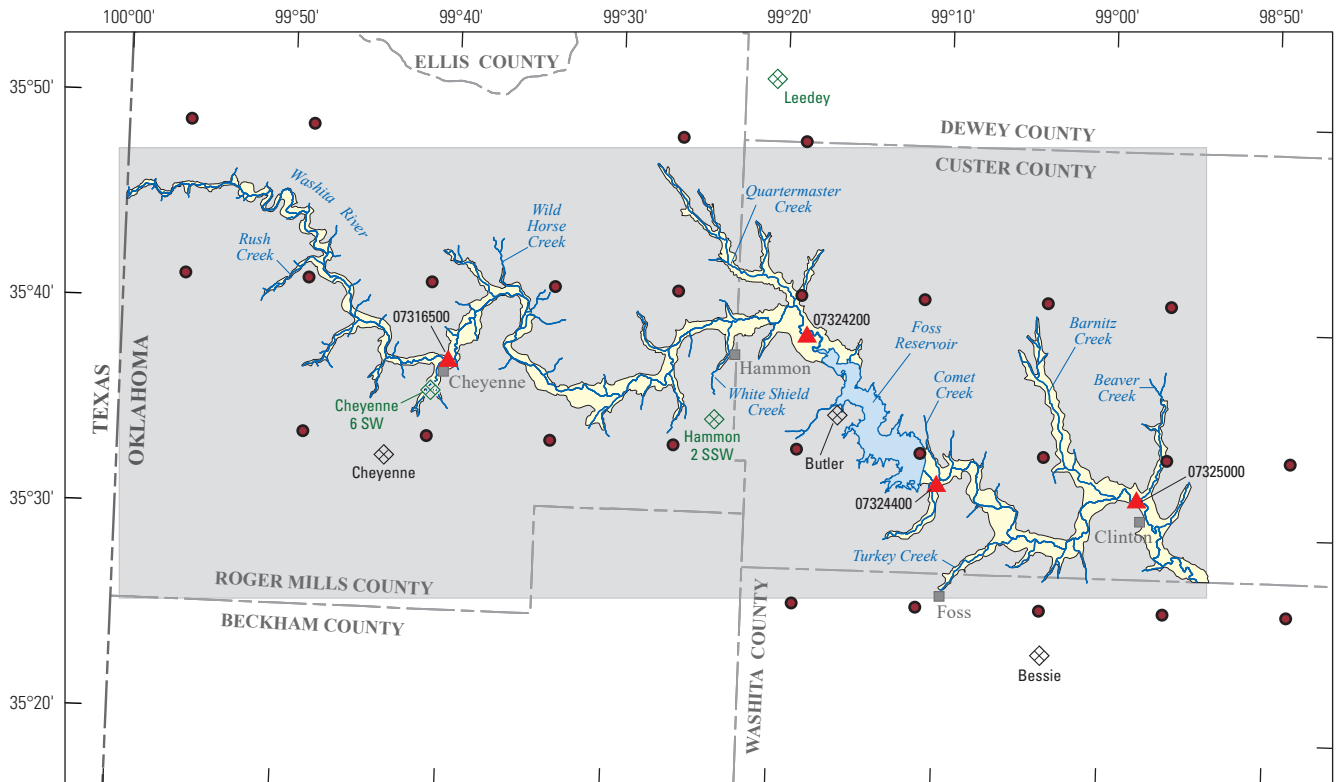 100°00'
99°50'
99°40'
99°30'
99°20'
99°10'
99°00'
98°50'
35°50'
35°40'
35°30'
35°20'
ELLIS COUNTY
Leedey
DEWEY COUNTY
CUSTER COUNTY
Washita River
Rush
Creek
Wild
Horse
Creek
Quartermaster
Creek
07316500
07324200
Foss
Reservoir
Barnitz
Creek
Comet
Creek
Beaver
Creek
TEXAS
OKLAHOMA
Cheyenne
Hammon
White Shield
Creek
Cheyenne
6 SW
Hammon
2 SSW
Cheyenne
Butler
07324400
07325000
Clinton
Turkey Creek
Foss
ROGER MILLS COUNTY
BECKHAM COUNTY
WASHITA COUNTY
Bessie